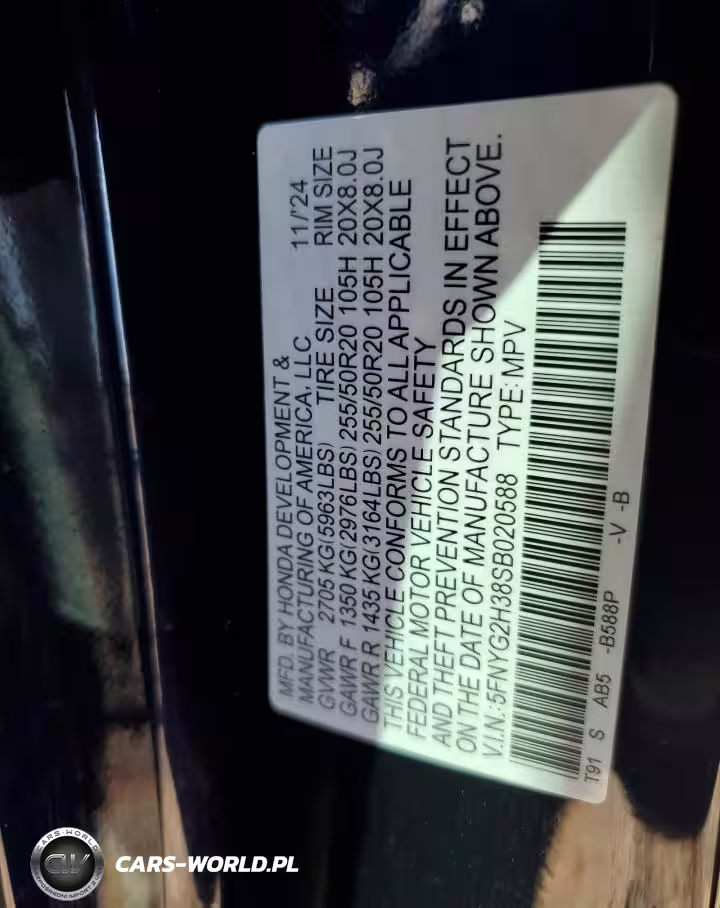 MFD. BY HONDA DEVELOPMENT &
MANUFACTURING OF AMERICA, LLC 11/'24
GVWR 2705 KG(5963LBS) TIRE SIZE RIM SIZE
GAWR F 1350 KG(2976LBS) 255/50R20 105H 20X8.0J
GAWR R 1435 KG(3164LBS) 255/50R20 105H 20X8.0J
THIS VEHICLE CONFORMS TO ALL APPLICABLE
FEDERAL MOTOR VEHICLE SAFETY
AND THEFT PREVENTION STANDARDS IN EFFECT
ON THE DATE OF MANUFACTURE SHOWN ABOVE.
V.I.N.:5FNYG2H38SB020588 TYPE: MPV
T91 S AB5 -B588P -V -B
CARS-WORLD
CW
CARS-WORLD.PL